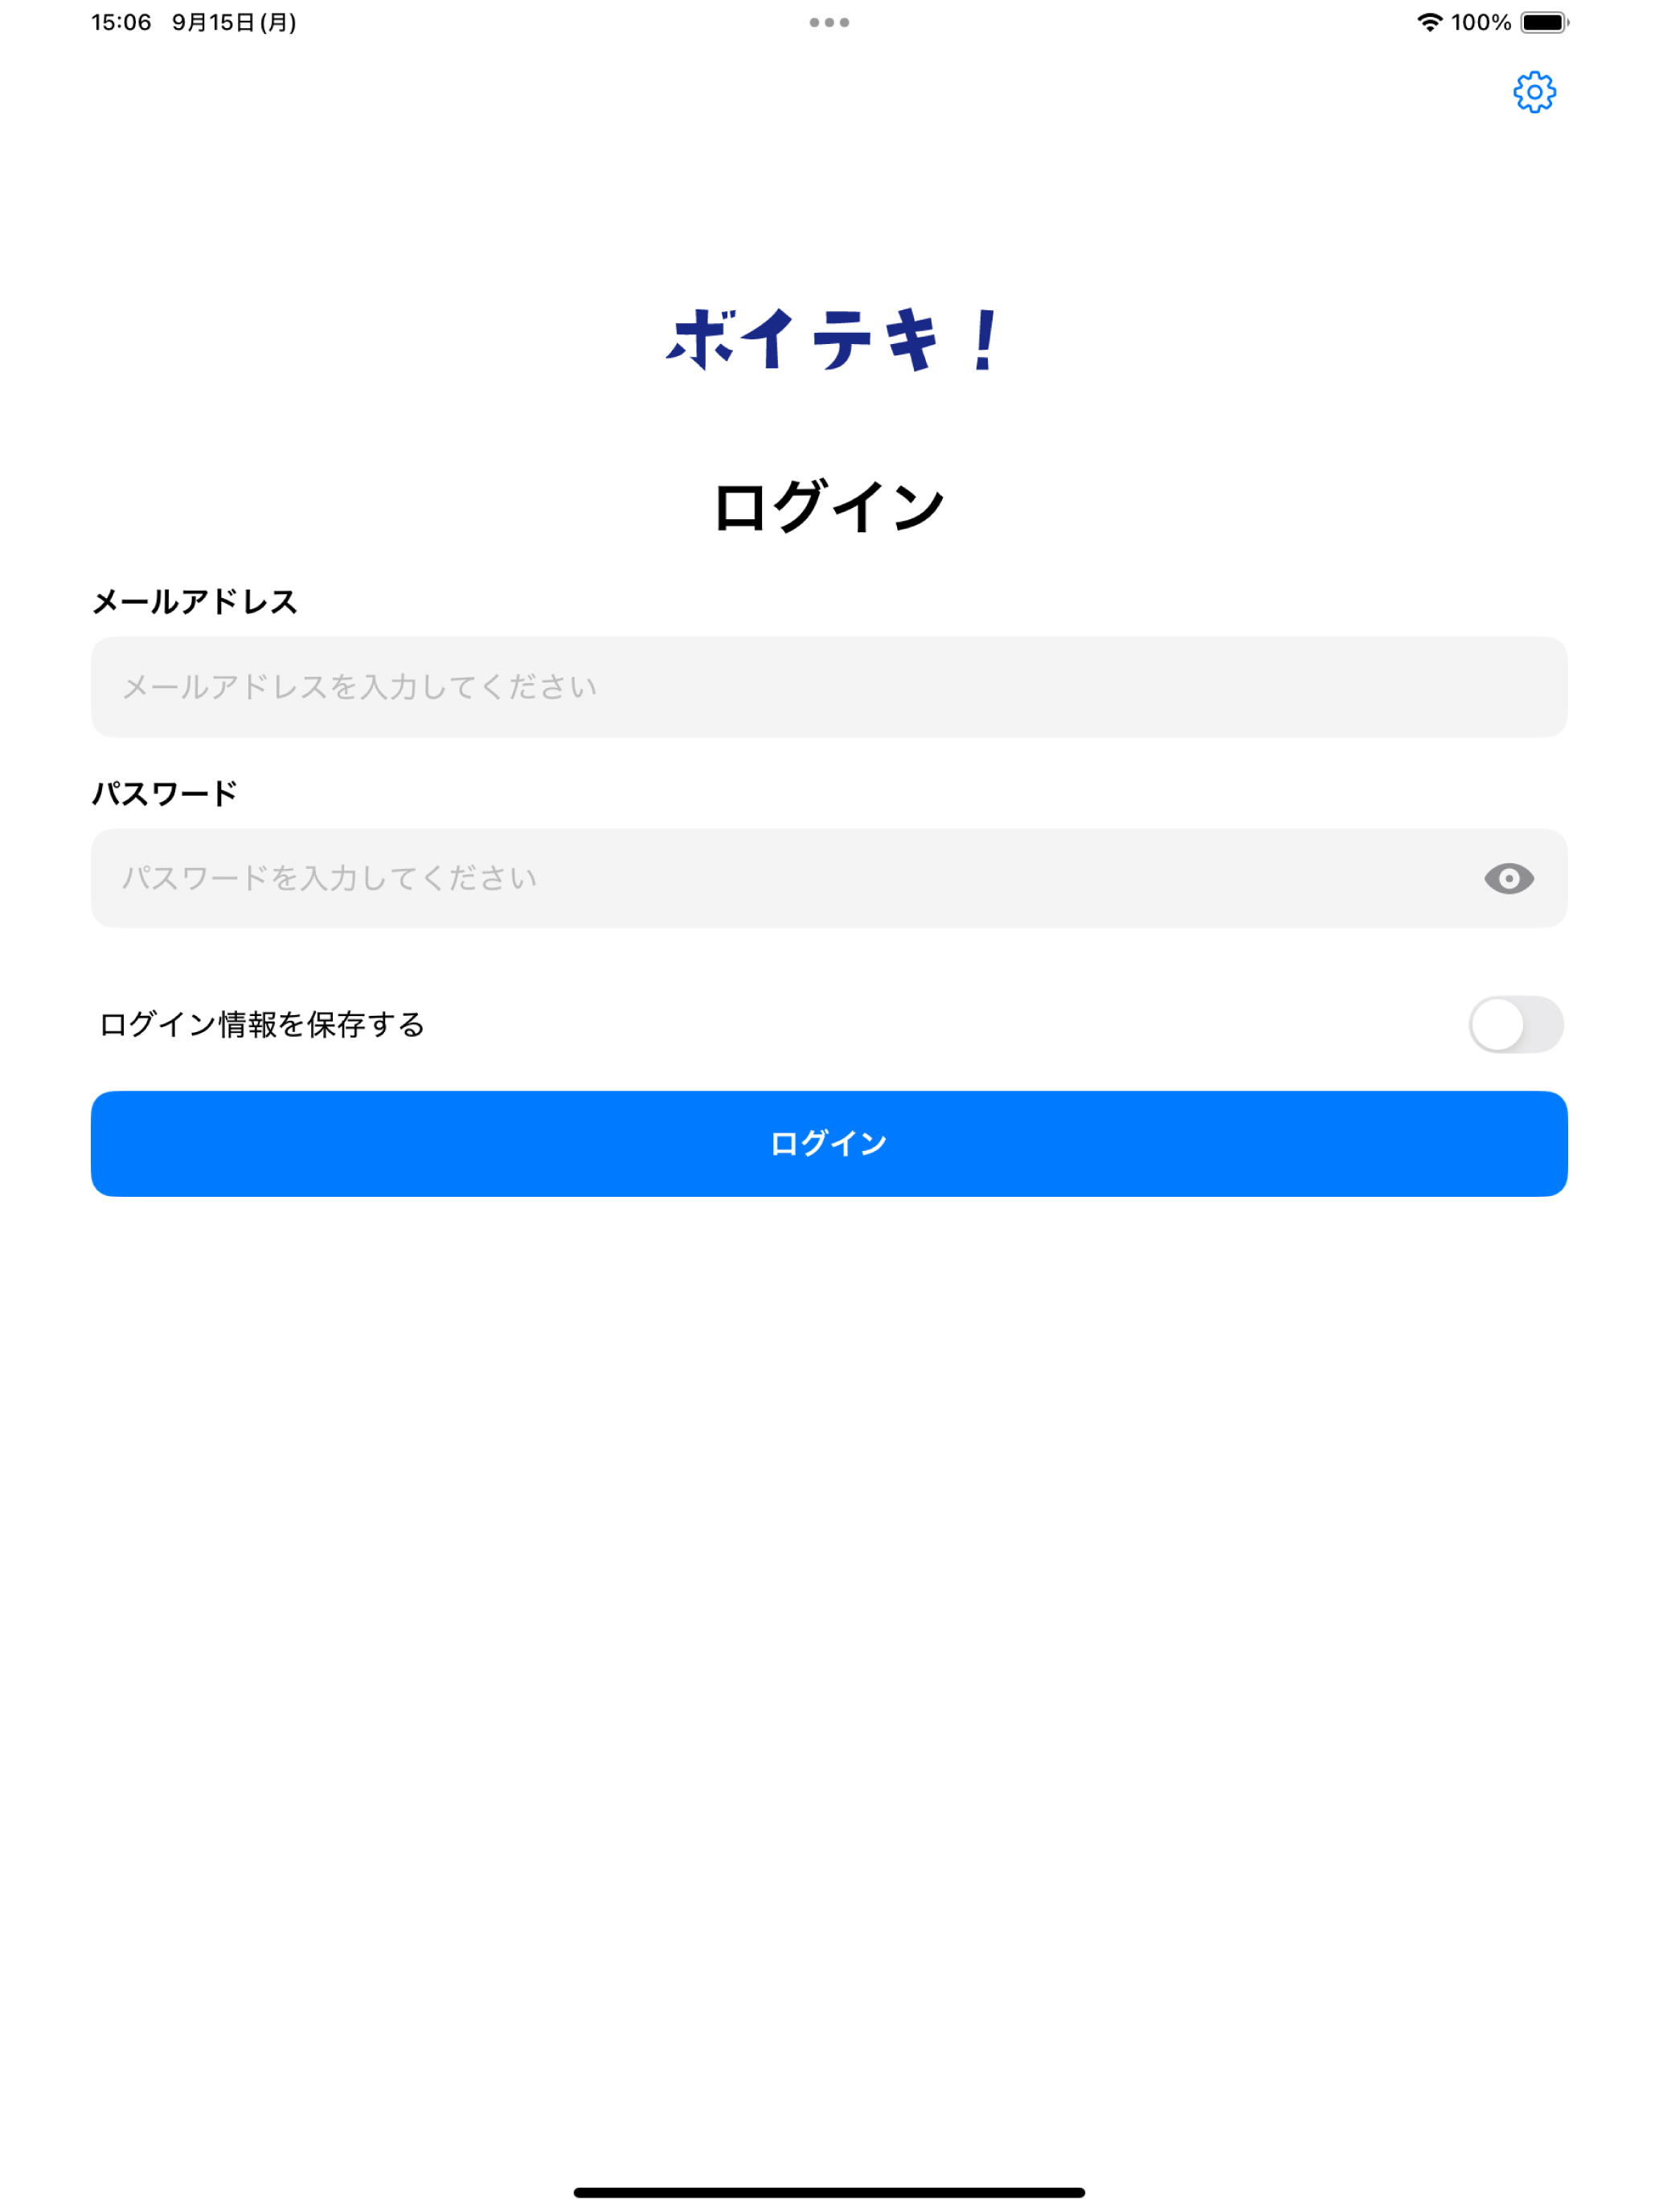 15:06 9月15日(月)
100%
ボイテキ!
ログイン
メールアドレス
メールアドレスを入力してください
パスワード
パスワードを入力してください
ログイン情報を保存する
ログイン